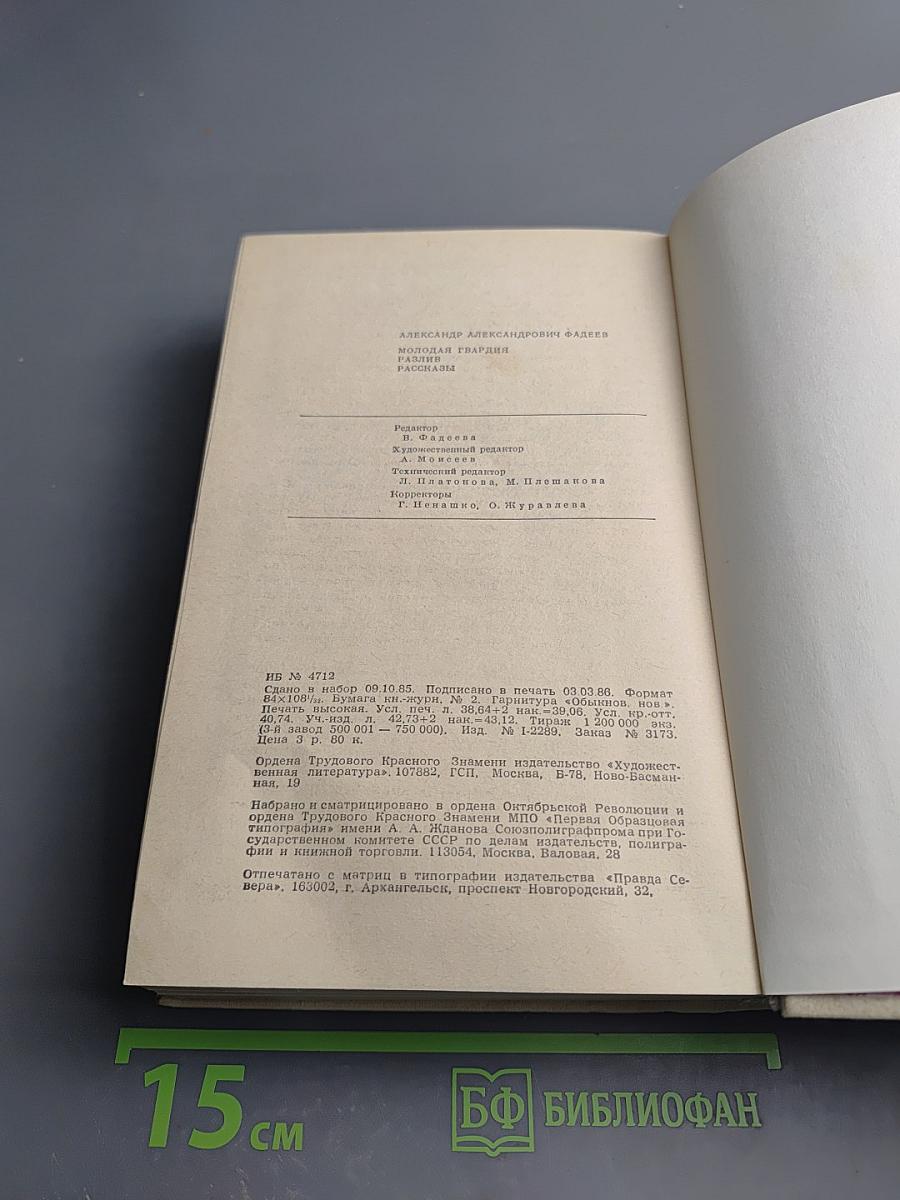 АЛЕКСАНДР АЛЕКСАНДРОВИЧ ФАДЕЕВ
МОЛОДАЯ ГВАРДИЯ
РАЗЛИВ
РАССКАЗЫ
Редактор
В. Фадеева
Художественный редактор
А. Моисеев
Технический редактор
Л. Платонова, М. Плешакова
Корректоры
Г. Ненашко, О. Журавлева
ИБ № 4712
Сдано в набор 09.10.85. Подписано в печать 03.03.86. Формат
84×108¹/₃₂. Бумага кн.-журн. № 2. Гарнитура «Обыкнов. нов.».
Печать высокая. Усл. печ. л. 38,64+2 нак.=39,06. Усл. кр.-отт.
40,74. Уч.-изд. л. 42,73+2 нак.=43,12. Тираж 1 200 000 экз.
(3-й завод 500 001 — 750 000). Изд. № I-2289. Заказ № 3173.
Цена 3 р. 80 к.
Ордена Трудового Красного Знамени издательство «Художест-
венная литература». 107882, ГСП, Москва, Б-78, Ново-Басман-
ная, 19
Набрано и сматрицировано в ордена Октябрьской Революции и
ордена Трудового Красного Знамени МПО «Первая Образцовая
типография» имени А. А. Жданова Союзполиграфпрома при Го-
сударственном комитете СССР по делам издательств, полигра-
фии и книжной торговли. 113054, Москва, Валовая, 28
Отпечатано с матриц в типографии издательства «Правда Се-
вера». 163002, г. Архангельск, проспект Новгородский, 32.
15 см
БФ БИБЛИОФАН